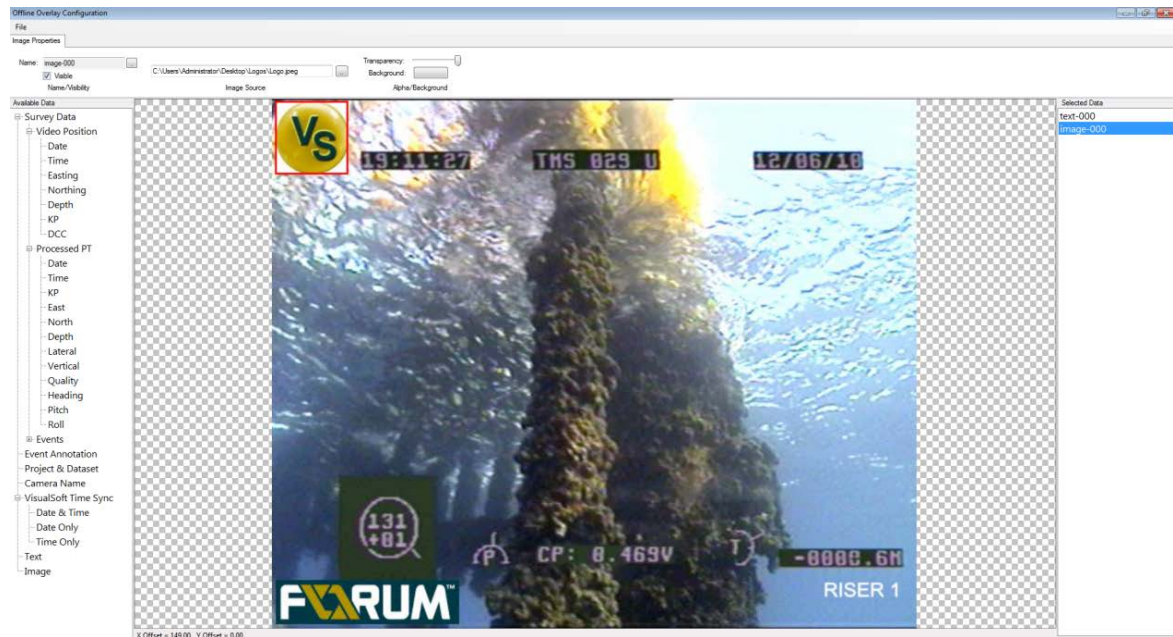 Offline Overlay Configuration
File
Image Properties
Name: image-000 ...
Visible
Name/Visibility
C:\Users\Administrator\Desktop\Logos\Logo.jpeg ...
Image Source
Transparency:
Background:
Alpha/Background
Available Data
Survey Data
Video Position
Date
Time
Easting
Northing
Depth
KP
DCC
Processed PT
Date
Time
KP
East
North
Depth
Lateral
Vertical
Quality
Heading
Pitch
Roll
Events
Event Annotation
Project & Dataset
Camera Name
VisualSoft Time Sync
Date & Time
Date Only
Time Only
Text
Image
VS
19:11:27 TMS 029 U 12/06/10
131
+01
P CP: 0.469V T -0000.6M
FORUM™
RISER 1
X Offset = 149.00 Y Offset = 0.00
Selected Data
text-000
image-000